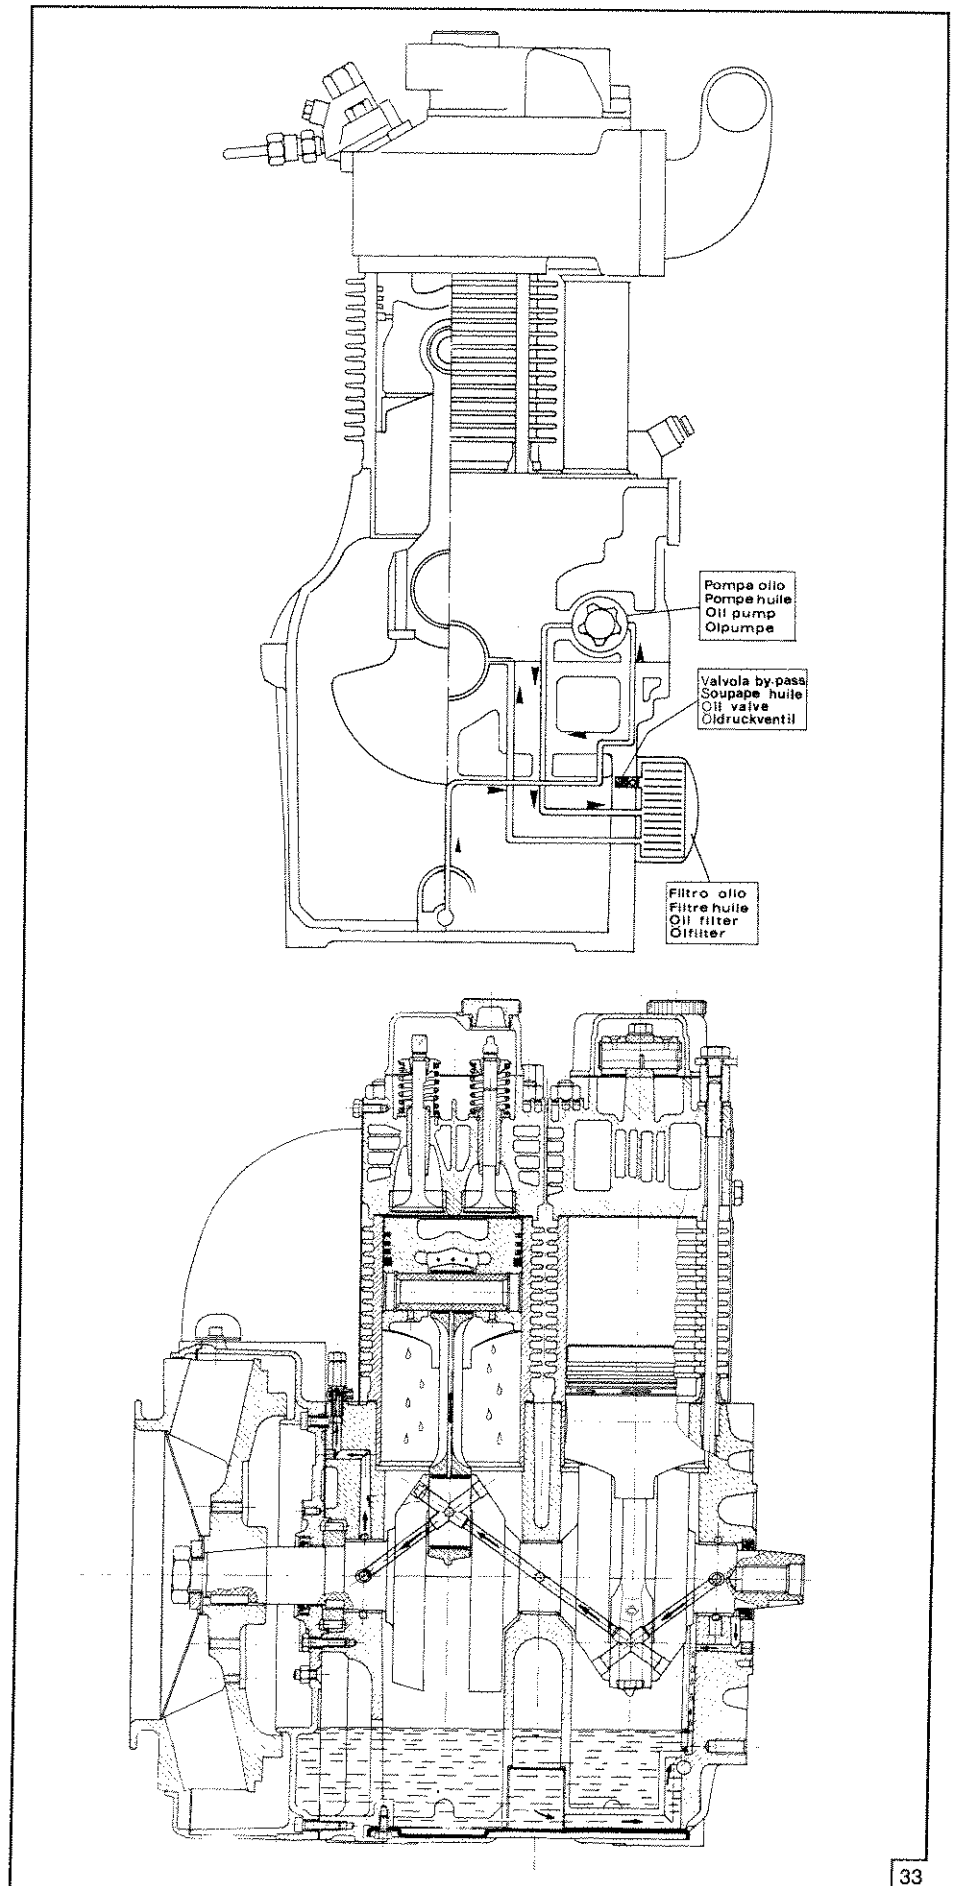 Pompa olio
Pompe huile
Oil pump
Olpumpe
Valvola by-pass
Soupape huile
Oil valve
Öldruckventil
Filtro olio
Filtre huile
Oil filter
Ölfilter
33